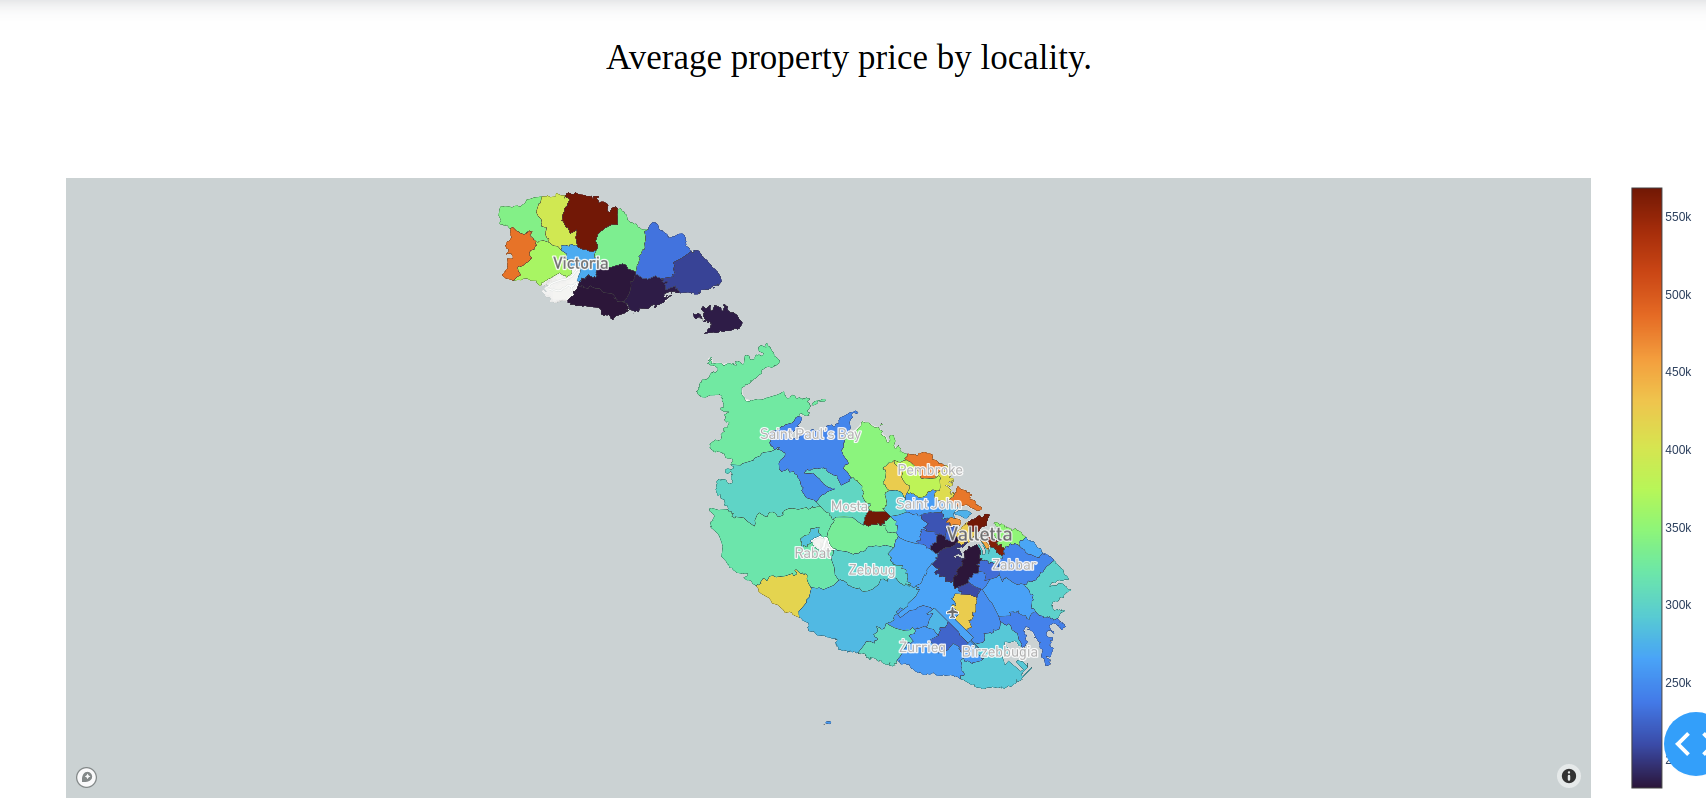 Average property price by locality.
Victoria
Saint Paul's Bay
Pembroke
Mosta
Saint John
Valletta
Rabat
Zebbug
Zabbar
Żurrieq
Birzebbugia
550k
500k
450k
400k
350k
300k
250k